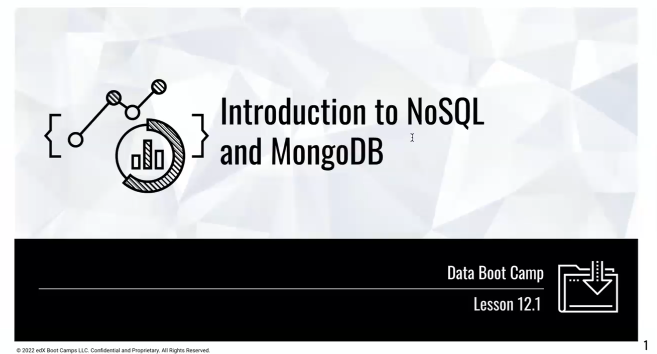 Introduction to NoSQL
and MongoDB
Data Boot Camp
Lesson 12.1
© 2022 edX Boot Camps LLC. Confidential and Proprietary. All Rights Reserved.
1